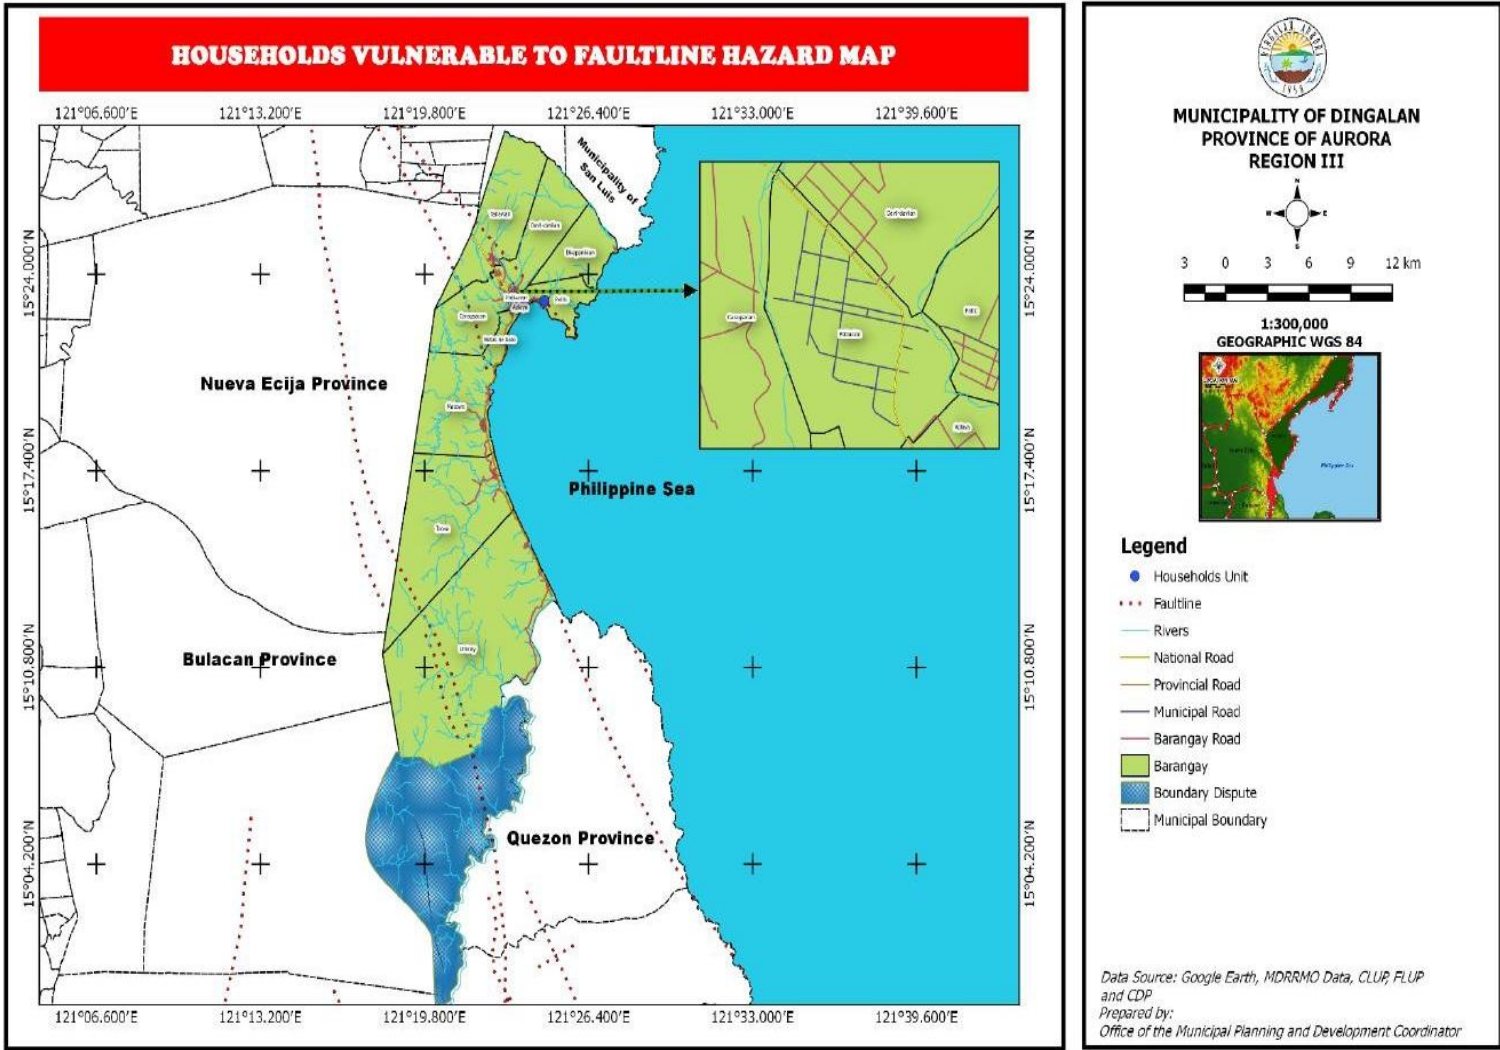 HOUSEHOLDS VULNERABLE TO FAULTLINE HAZARD MAP
121°06.600'E 121°13.200'E 121°19.800'E 121°26.400'E 121°33.000'E 121°39.600'E
15°24.000'N
15°17.400'N
15°10.800'N
15°04.200'N
Municipality of
San Luis
Nueva Ecija Province
Philippine Sea
Bulacan Province
Quezon Province
15°24.000'N
15°17.400'N
15°10.800'N
15°04.200'N
121°06.600'E 121°13.200'E 121°19.800'E 121°26.400'E 121°33.000'E 121°39.600'E
MUNICIPALITY OF DINGALAN
PROVINCE OF AURORA
REGION III
N
W E
S
3 0 3 6 9 12 km
1:300,000
GEOGRAPHIC WGS 84
Legend
Households Unit
Faultline
Rivers
National Road
Provincial Road
Municipal Road
Barangay Road
Barangay
Boundary Dispute
Municipal Boundary
Data Source: Google Earth, MDRRMO Data, CLUP, FLUP
and CDP
Prepared by:
Office of the Municipal Planning and Development Coordinator